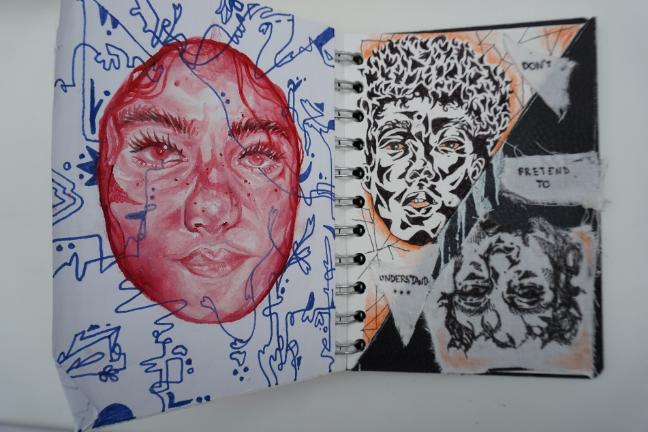 DON'T
PRETEND
TO
UNDERSTAND
...